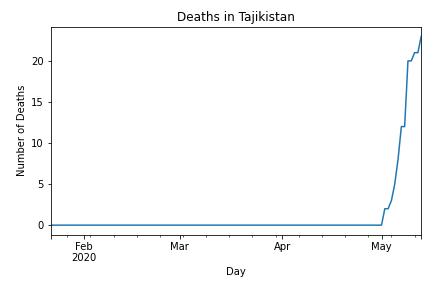 Deaths in Tajikistan
Number of Deaths
20
15
10
5
0
Feb
2020
Mar
Apr
May
Day